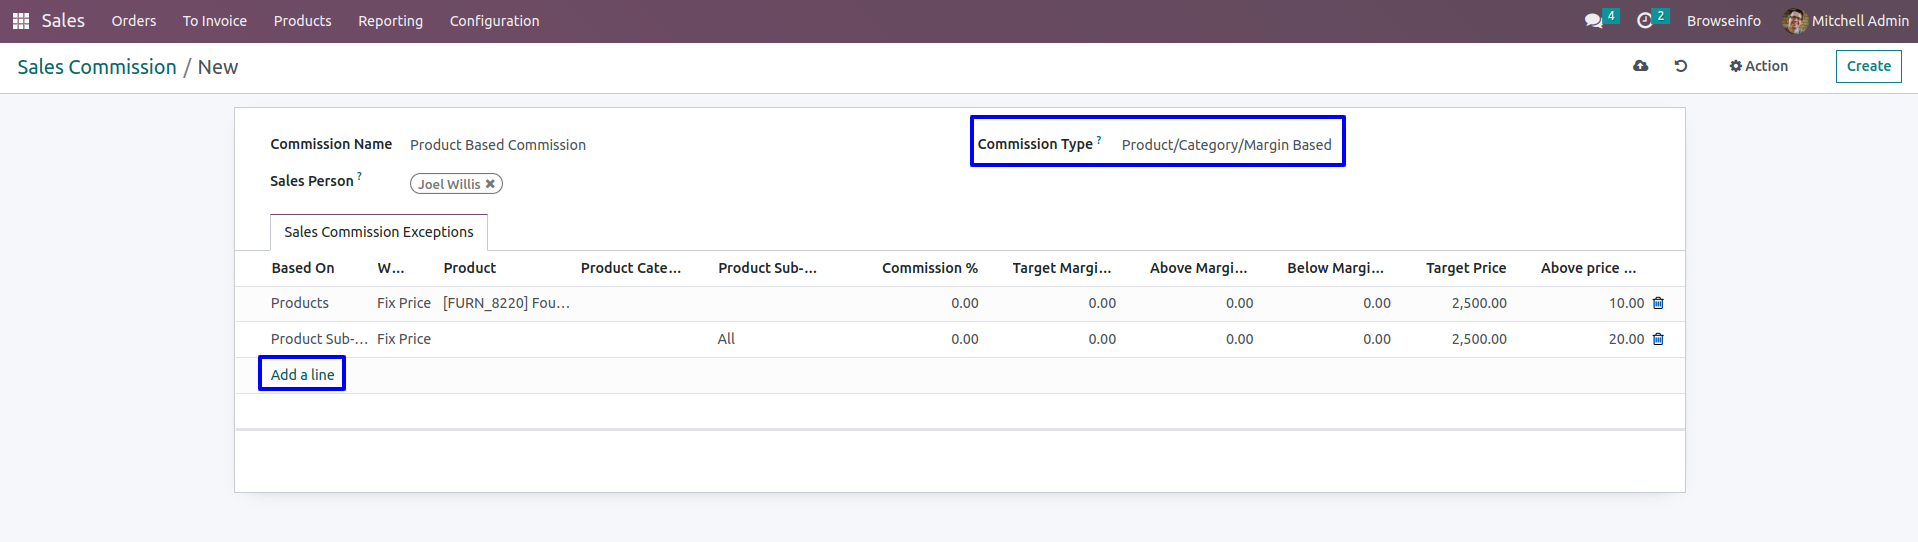 Sales Orders To Invoice Products Reporting Configuration 4 2 Browseinfo Mitchell Admin
Sales Commission / New Action Create
Commission Name Product Based Commission Commission Type ? Product/Category/Margin Based
Sales Person ? Joel Willis ✖
Sales Commission Exceptions
Based On W... Product Product Cate... Product Sub-... Commission % Target Margi... Above Margi... Below Margi... Target Price Above price ...
Products Fix Price [FURN_8220] Fou... 0.00 0.00 0.00 0.00 2,500.00 10.00
Product Sub-... Fix Price All 0.00 0.00 0.00 0.00 2,500.00 20.00
Add a line